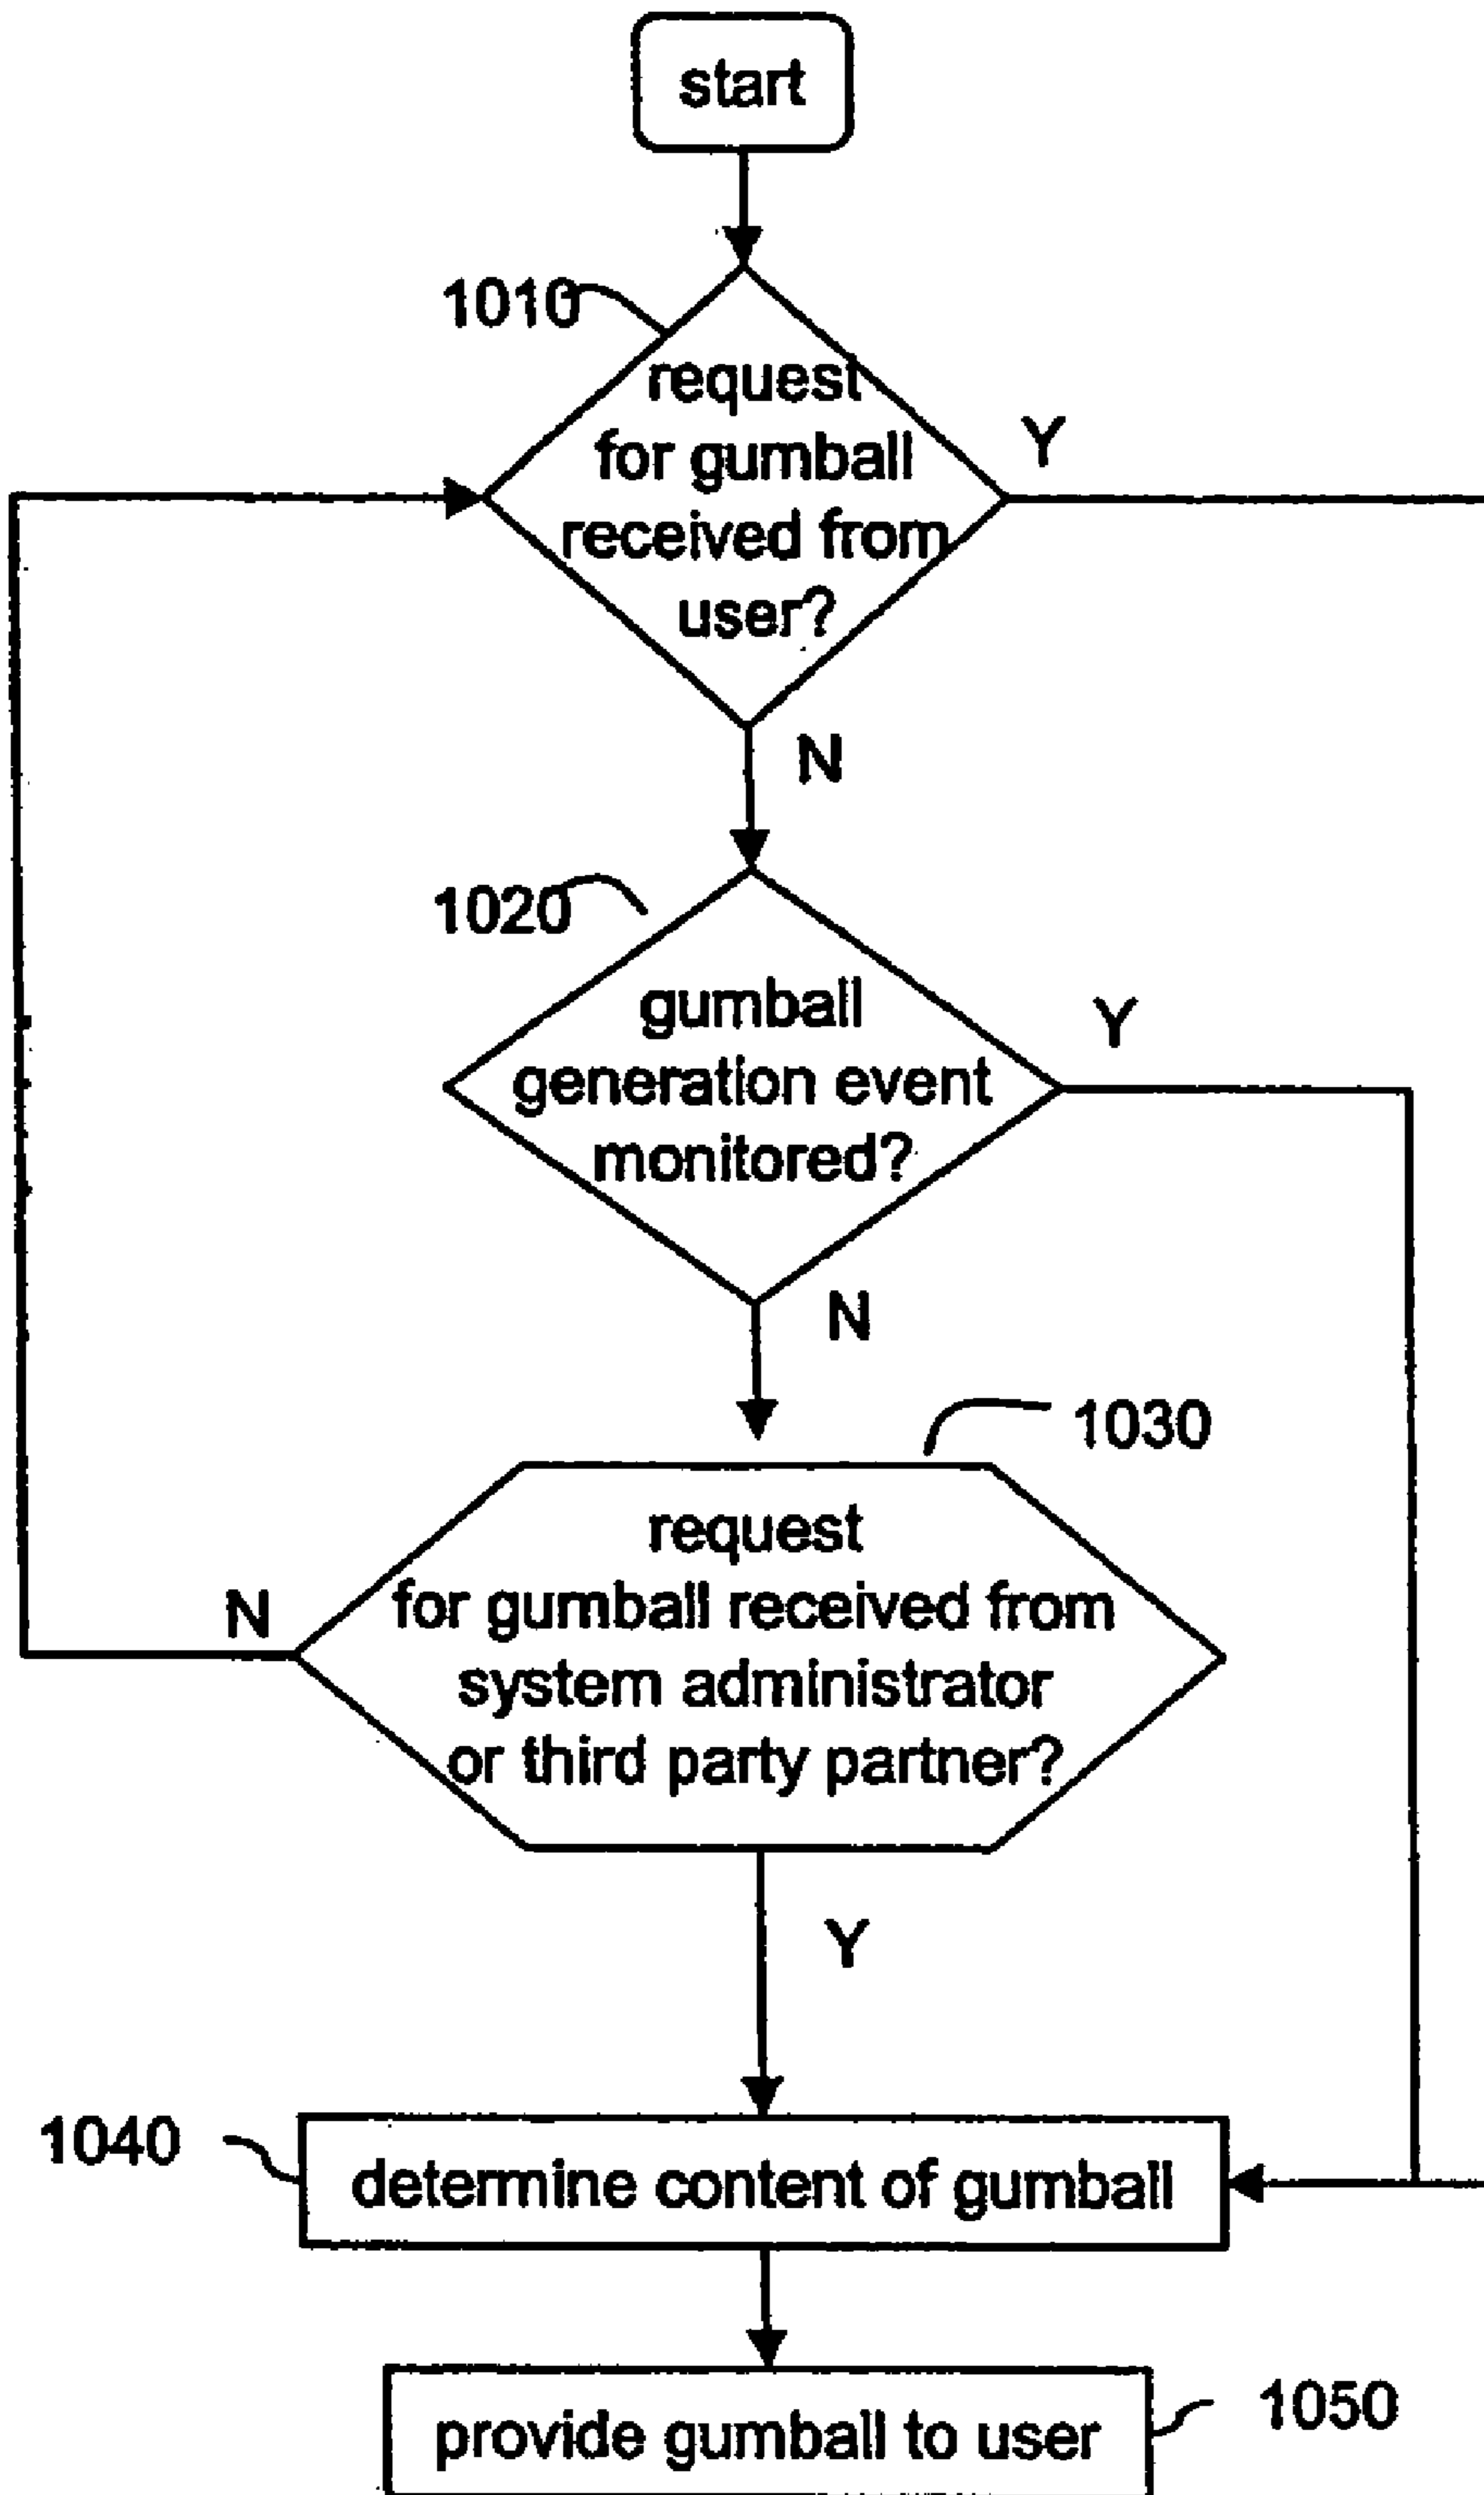 start
1010
request
for gumball
received from
user?
Y
N
1020
gumball
generation event
monitored?
Y
N
1030
request
for gumball received from
system administrator
or third party partner?
N
Y
1040
determine content of gumball
provide gumball to user
1050